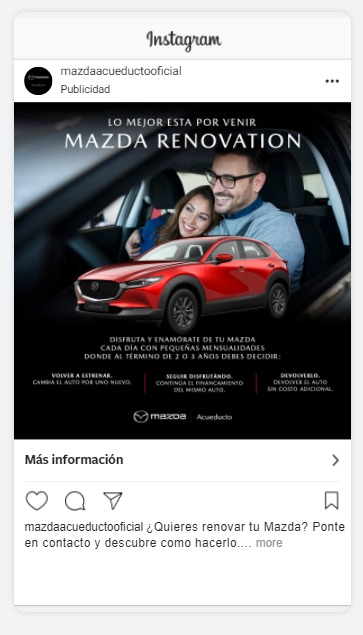 Instagram
mazdaacueductooficial
Publicidad
LO MEJOR ESTA POR VENIR
MAZDA RENOVATION
DISFRUTA Y ENAMÓRATE DE TU MAZDA
CADA DÍA CON PEQUEÑAS MENSUALIDADES
DONDE AL TÉRMINO DE 2 O 3 AÑOS DEBES DECIDIR:
VOLVER A ESTRENAR.
CAMBIA EL AUTO POR UNO NUEVO.
SEGUIR DISFRUTÁNDO.
CONTINÚA EL FINANCIAMIENTO
DEL MISMO AUTO.
DEVOLVERLO.
DEVOLVER EL AUTO
SIN COSTO ADICIONAL.
mazda Acueducto
Más información
mazdaacueductooficial ¿Quieres renovar tu Mazda? Ponte
en contacto y descubre como hacerlo.... more